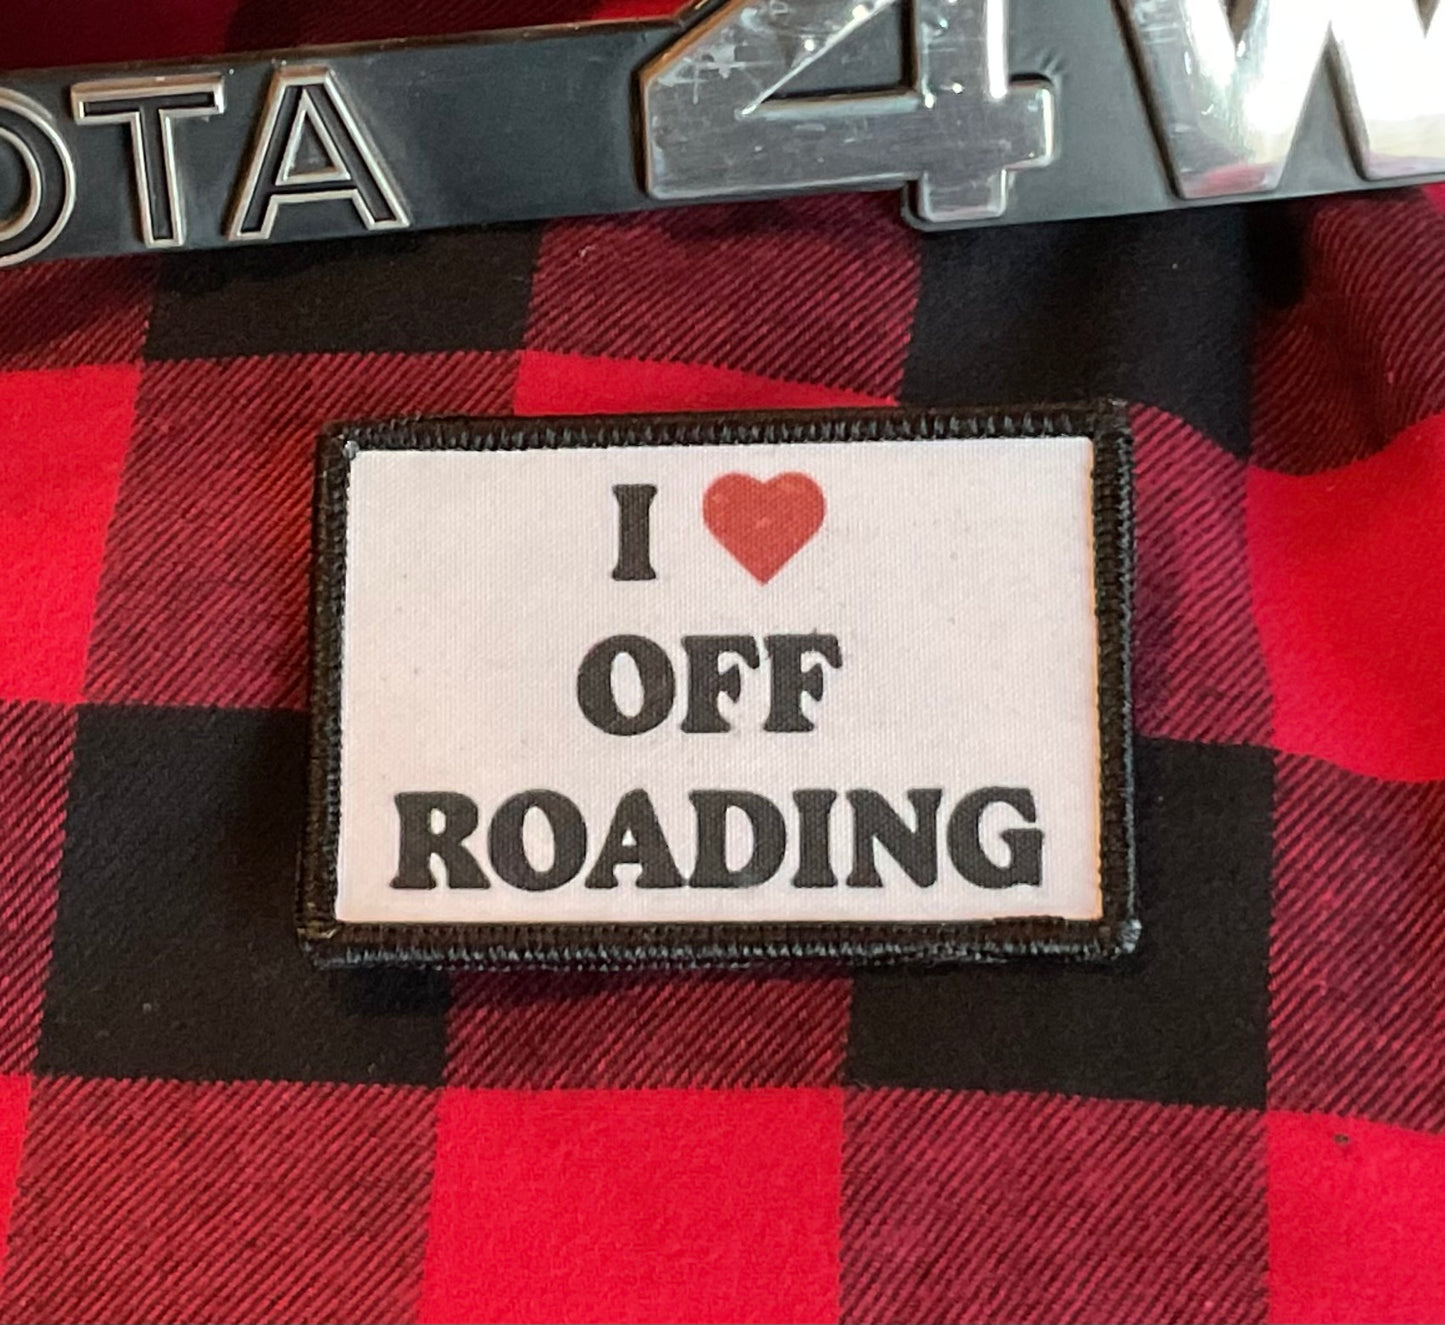 OTA 4W
I ❤️
OFF
ROADING